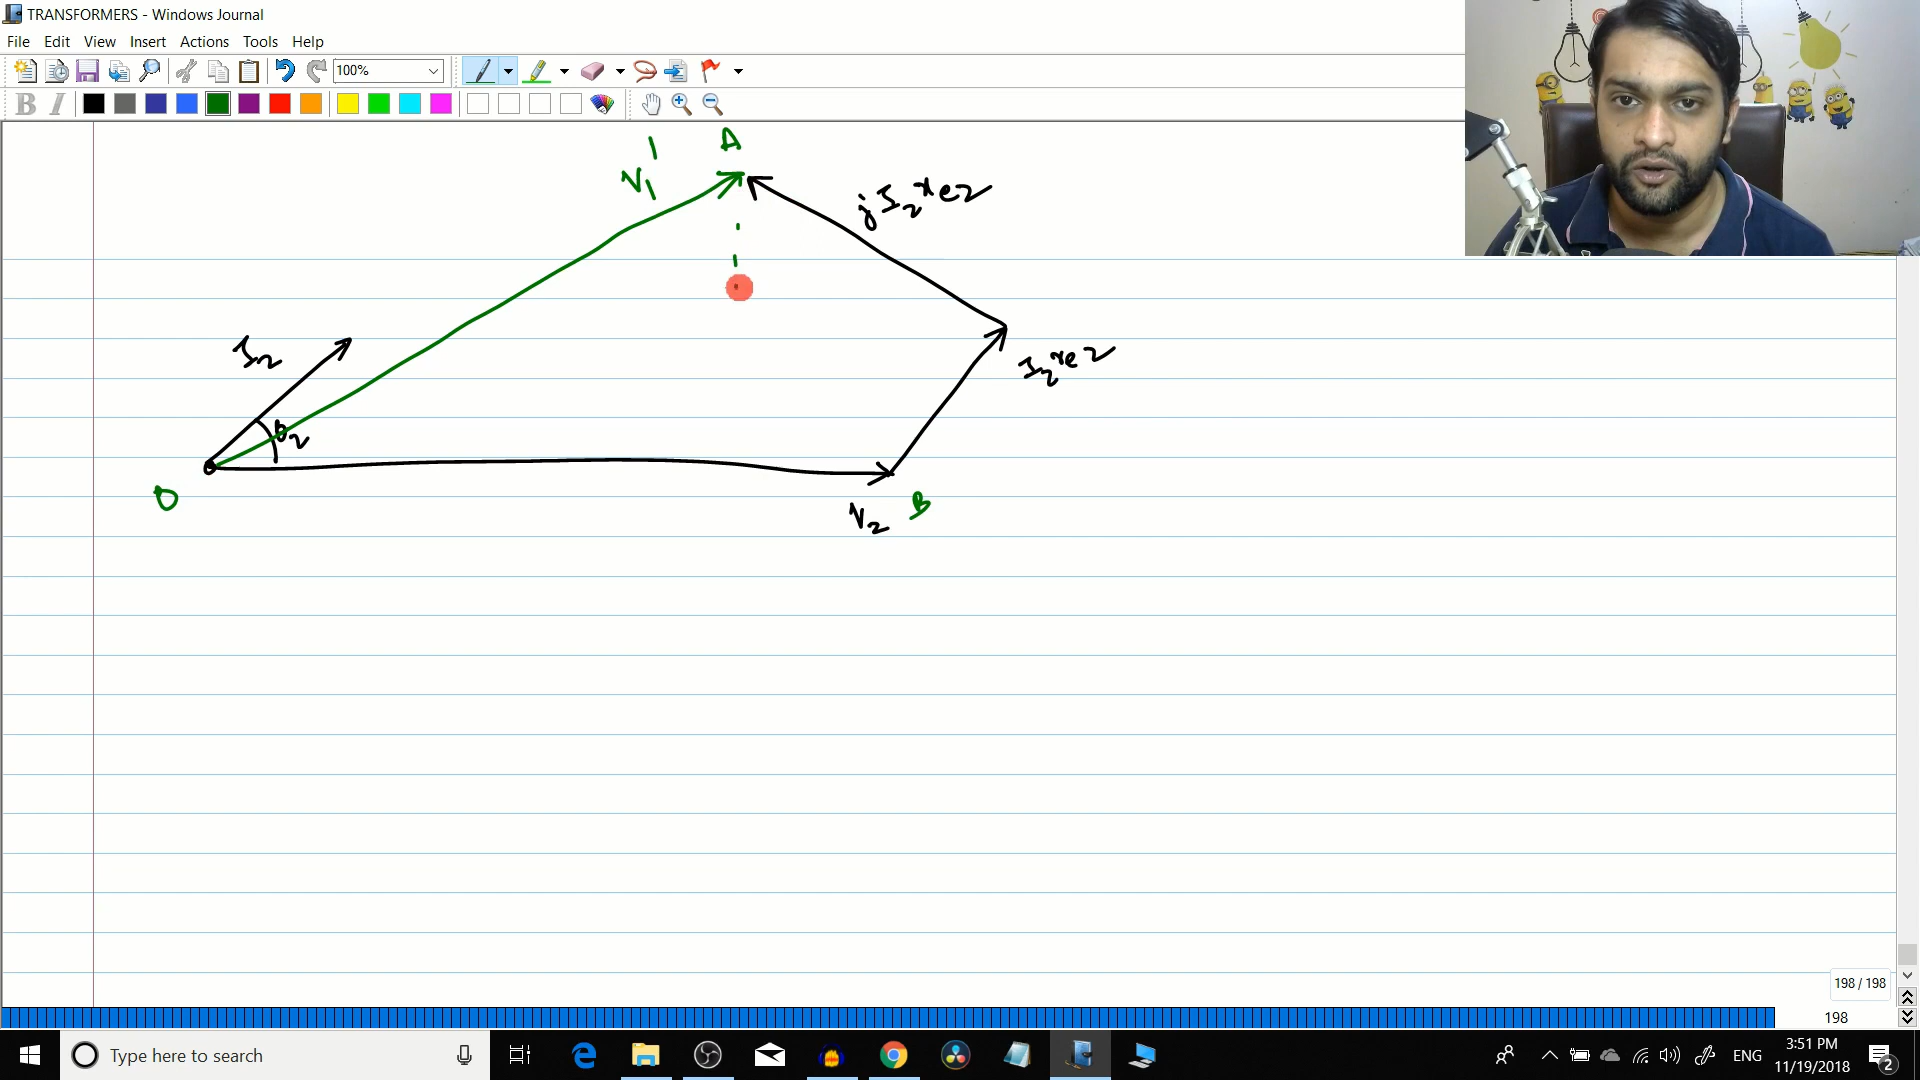 TRANSFORMERS - Windows Journal
File Edit View Insert Actions Tools Help
100%
B I
V₁' A
jI₂xe2
I₂
θ₂
I₂re2
O
V₂ B
198 / 198
198
Type here to search
ENG
3:51 PM
11/19/2018
2